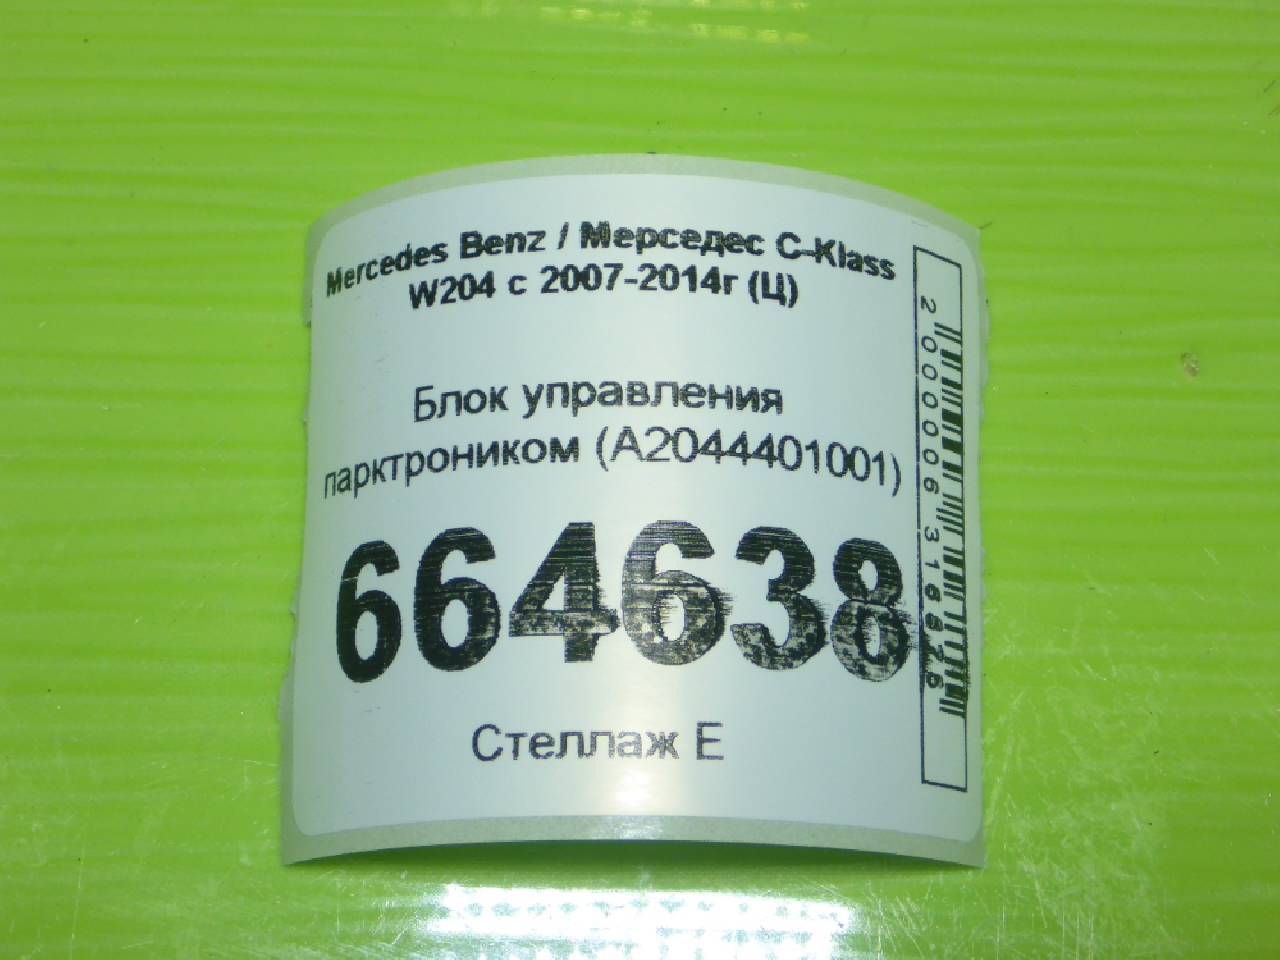 Mercedes Benz / Мерседес C-Klass
W204 с 2007-2014г (Ц)
Блок управления
парктроником (A2044401001)
664638
Стеллаж Е